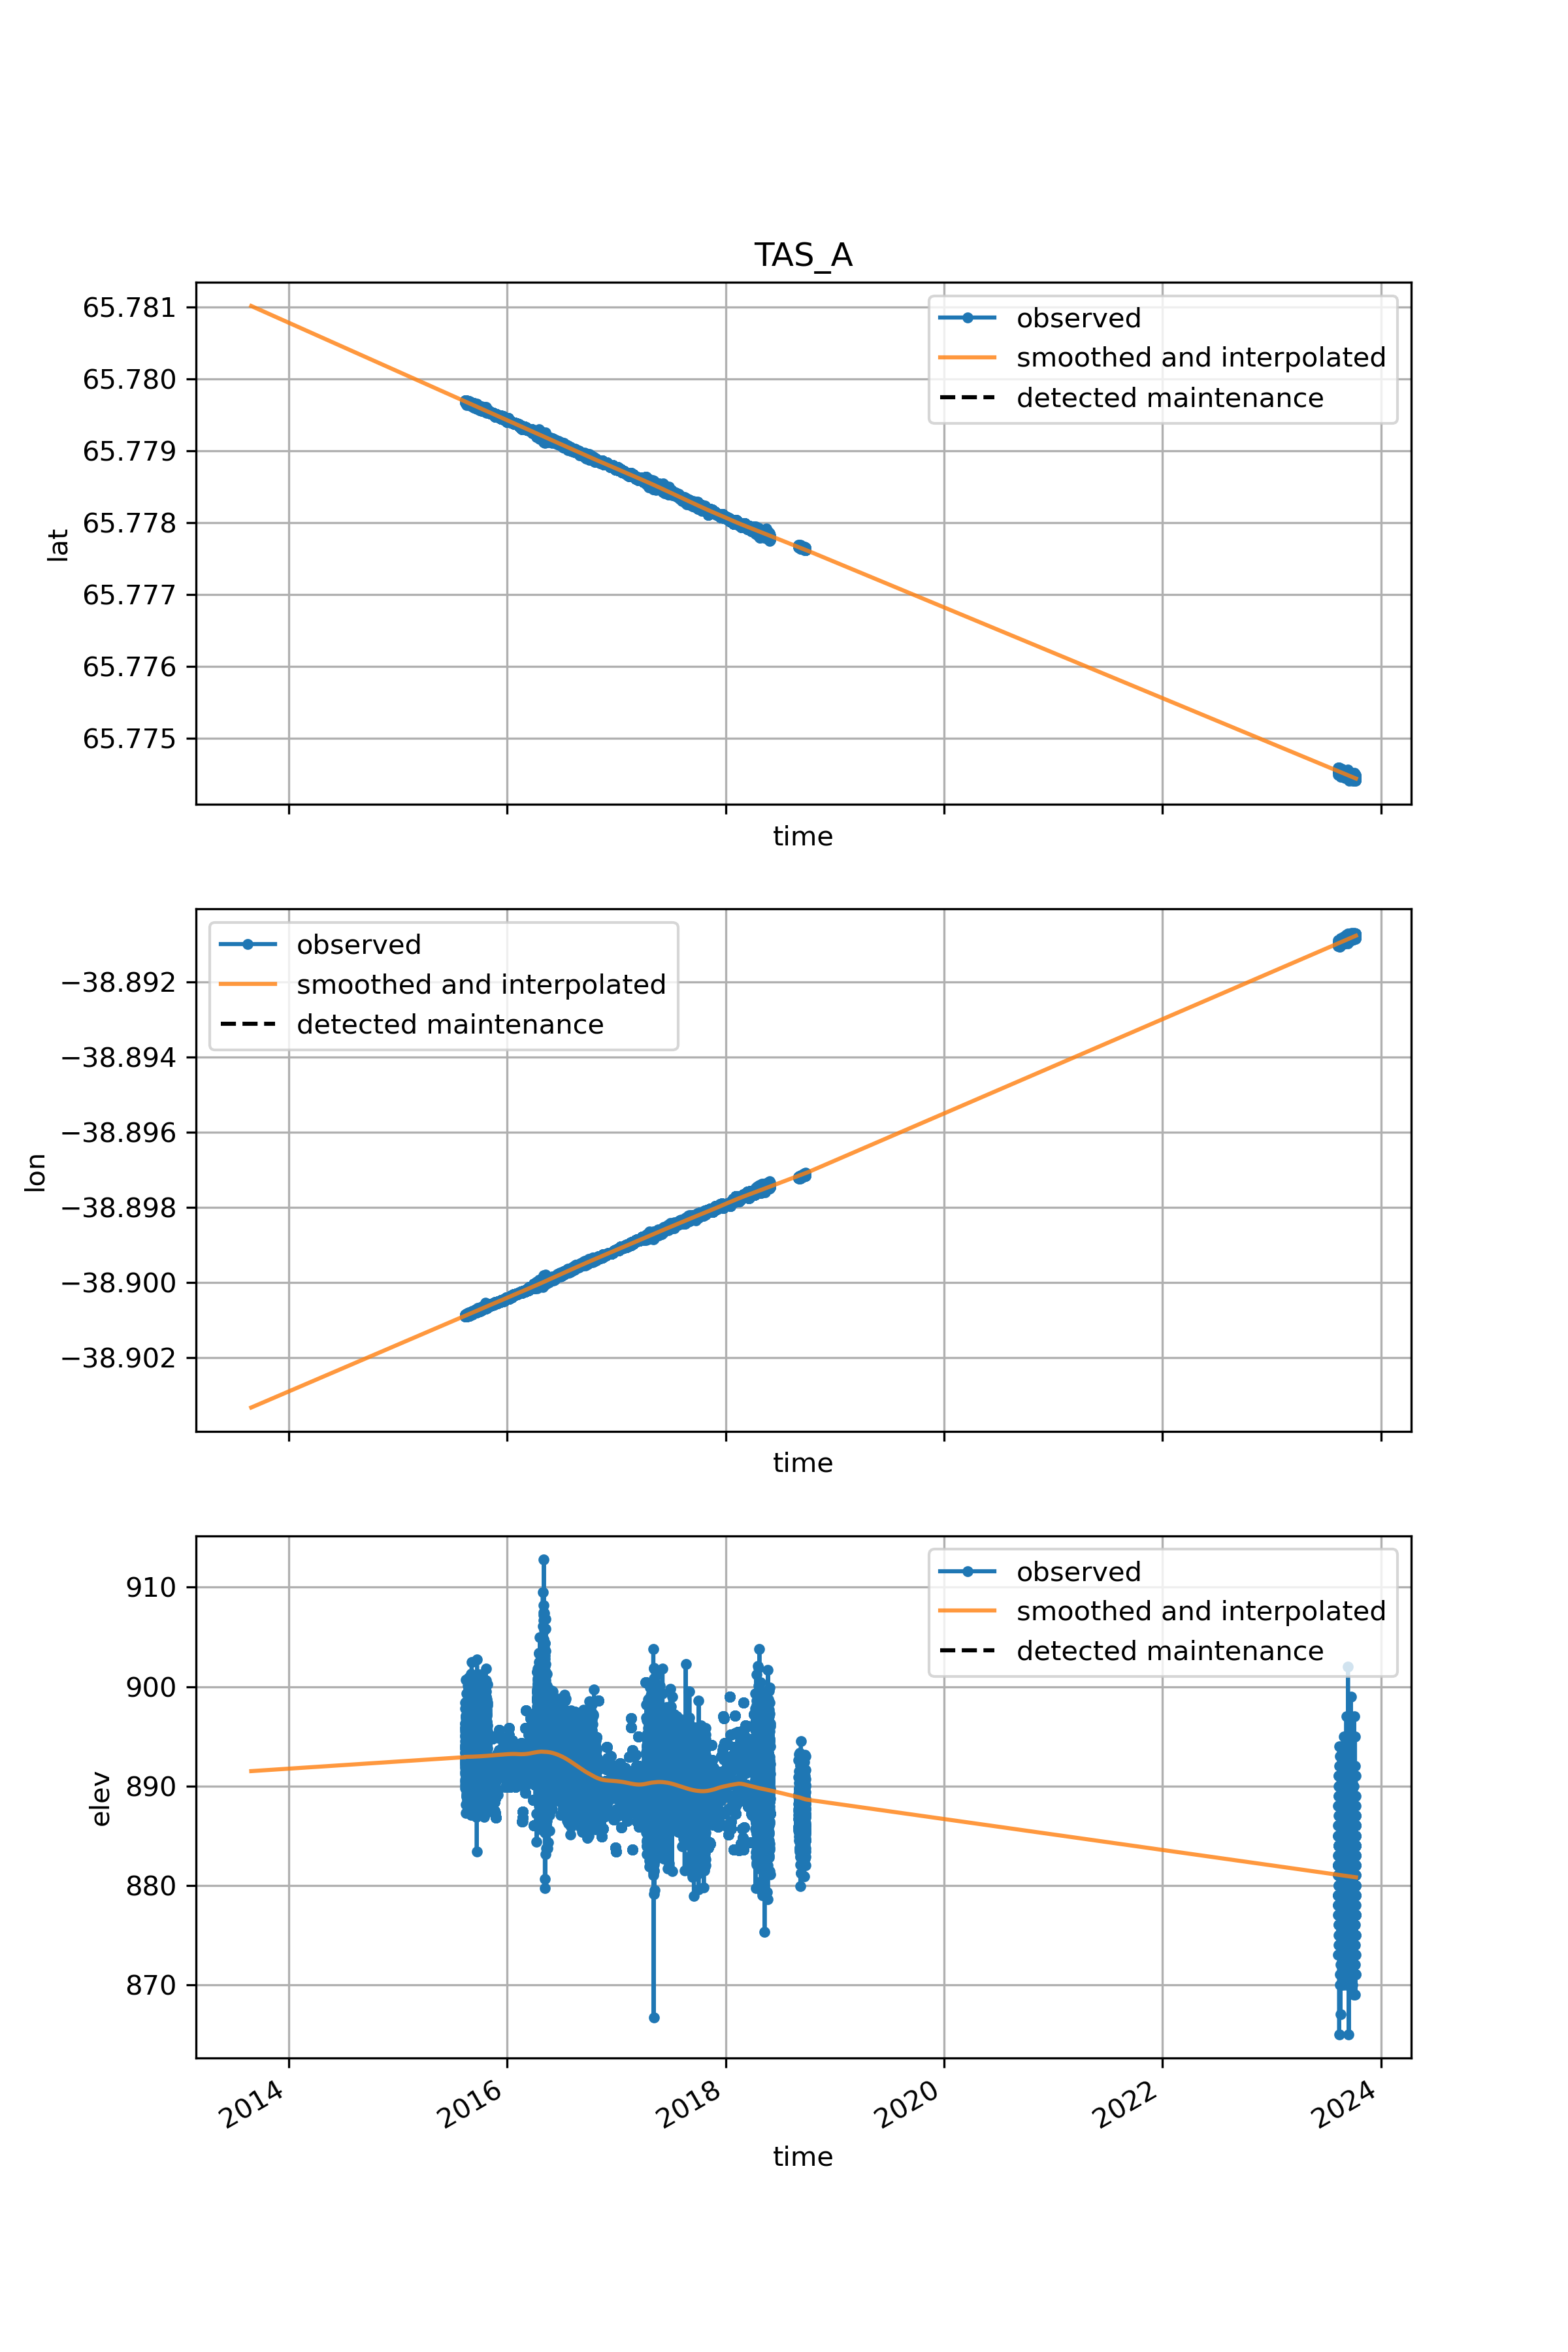 TAS_A
65.781
65.780
65.779
65.778
65.777
65.776
65.775
lat
observed
smoothed and interpolated
detected maintenance
time
−38.892
−38.894
−38.896
−38.898
−38.900
−38.902
lon
observed
smoothed and interpolated
detected maintenance
time
910
900
890
880
870
elev
observed
smoothed and interpolated
detected maintenance
2014
2016
2018
2020
2022
2024
time